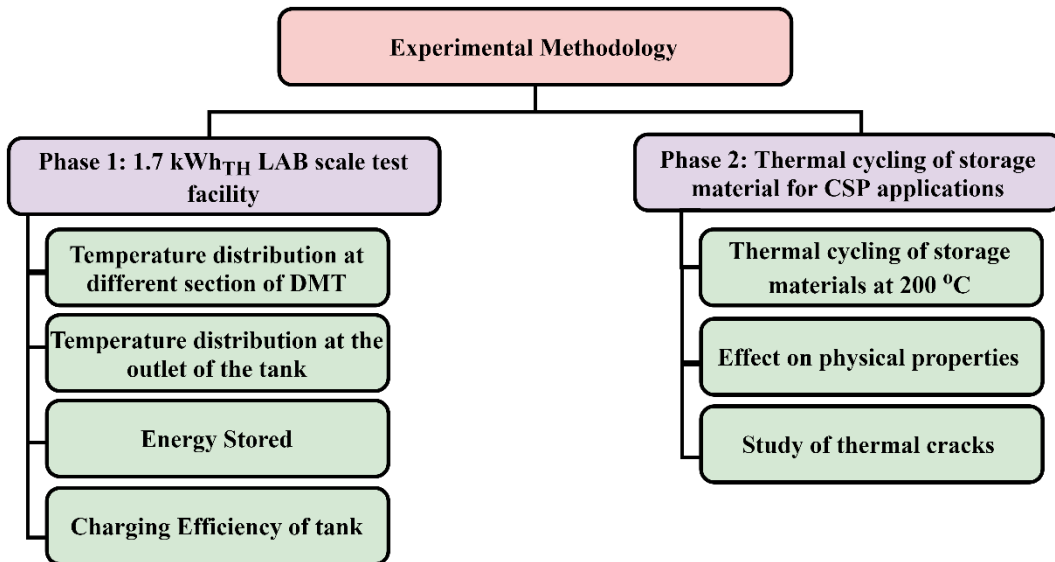 Experimental Methodology
Phase 1: 1.7 kWhTH LAB scale test
facility
Temperature distribution at
different section of DMT
Temperature distribution at the
outlet of the tank
Energy Stored
Charging Efficiency of tank
Phase 2: Thermal cycling of storage
material for CSP applications
Thermal cycling of storage
materials at 200 °C
Effect on physical properties
Study of thermal cracks